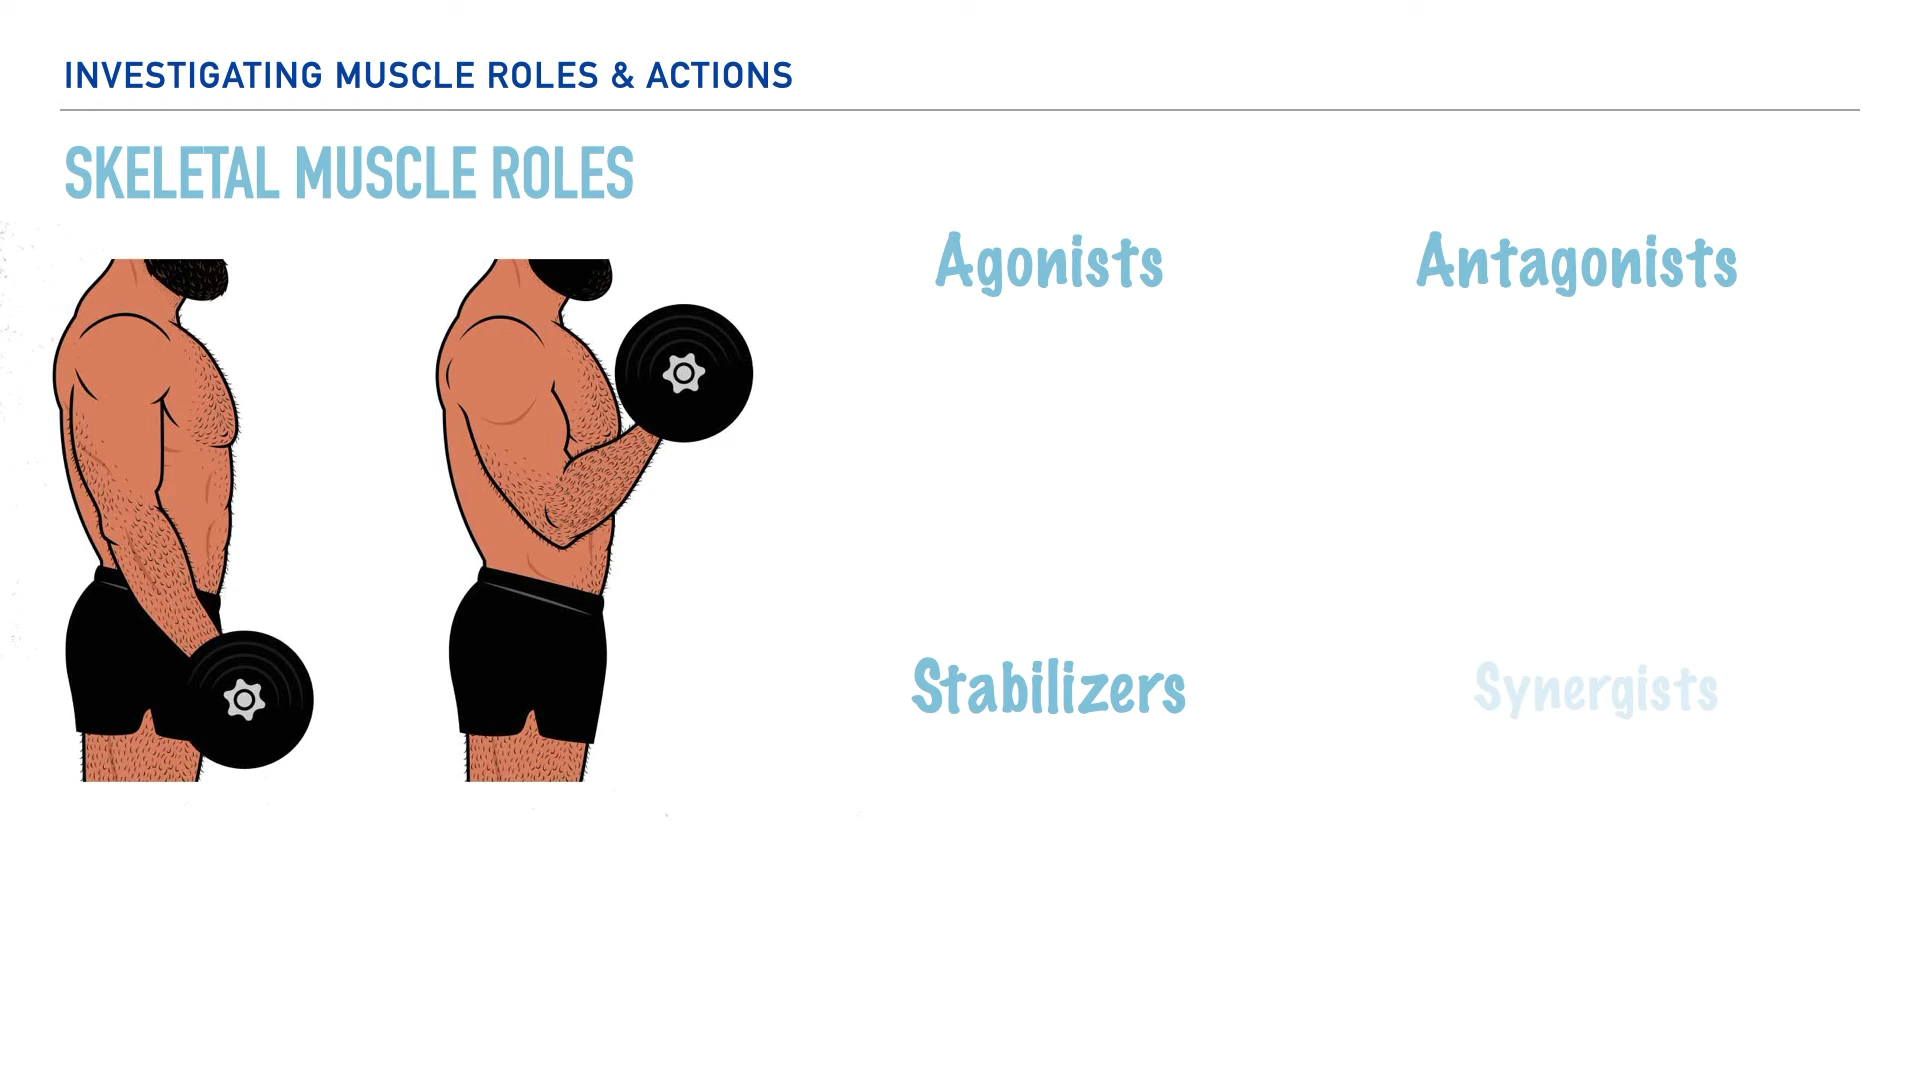 INVESTIGATING MUSCLE ROLES & ACTIONS
SKELETAL MUSCLE ROLES
Agonists
Antagonists
Stabilizers
Synergists